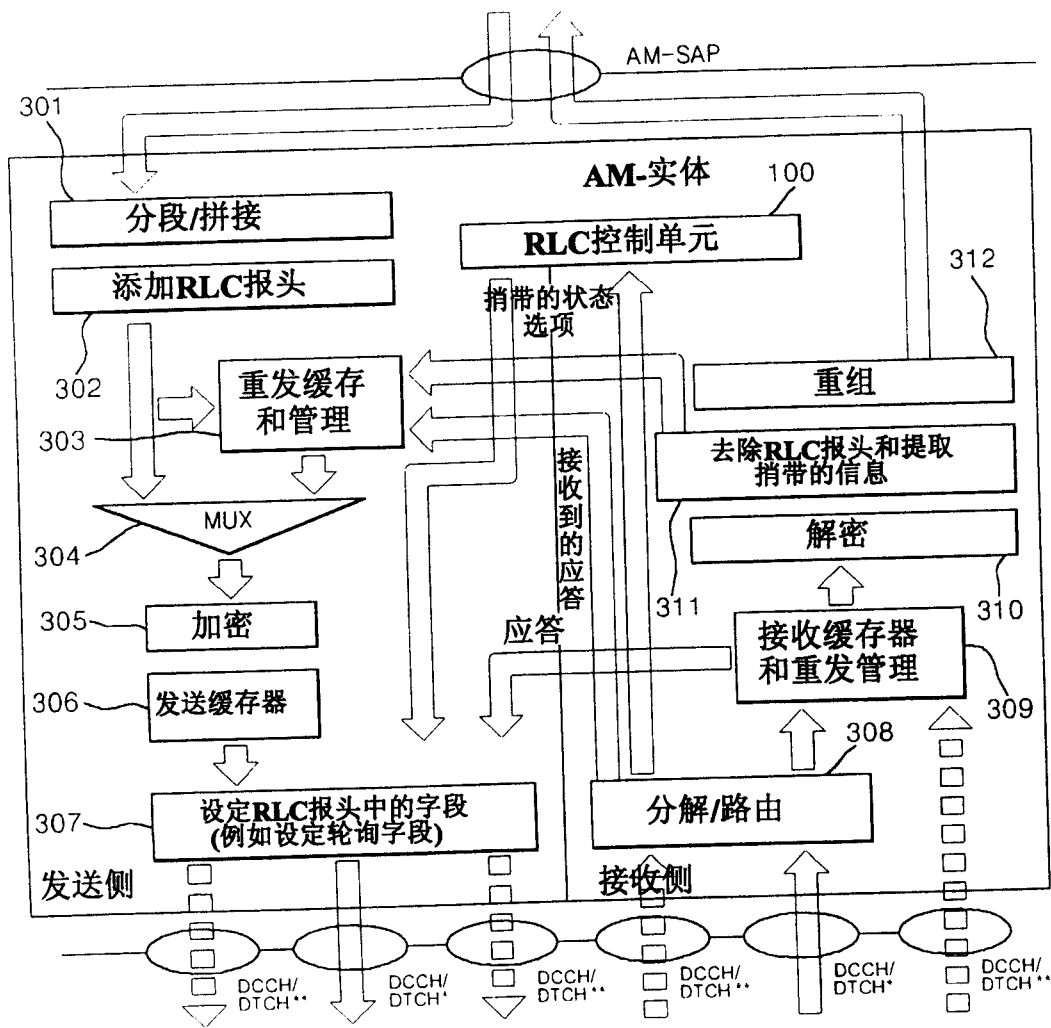 AM-SAP
301
AM-实体
100
分段/拼接
RLC控制单元
312
添加RLC报头
捎带的状态
选项
302
重发缓存
和管理
重组
303
去除RLC报头和提取
捎带的信息
接收到的应答
MUX
304
解密
311
310
305
加密
应答
接收缓存器
和重发管理
306
发送缓存器
309
308
307
设定RLC报头中的字段
(例如设定轮询字段)
分解/路由
发送侧
接收侧
DCCH/
DTCH**
DCCH/
DTCH*
DCCH/
DTCH**
DCCH/
DTCH**
DCCH/
DTCH*
DCCH/
DTCH**